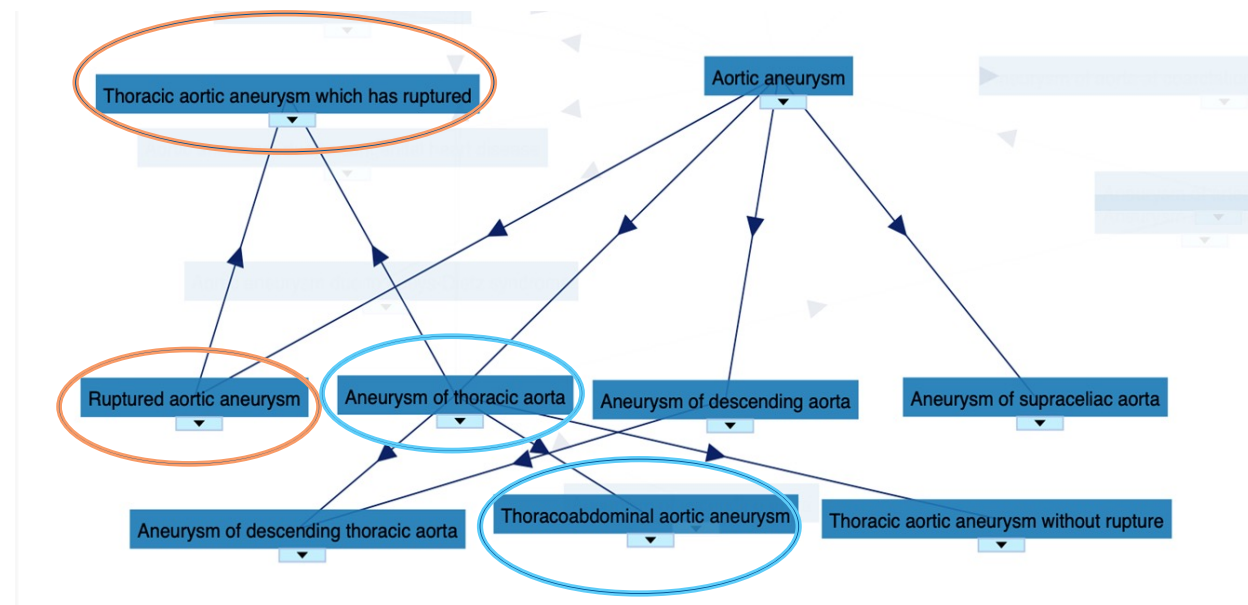 Thoracic aortic aneurysm which has ruptured
Aortic aneurysm
Ruptured aortic aneurysm
Aneurysm of thoracic aorta
Aneurysm of descending aorta
Aneurysm of supraceliac aorta
Aneurysm of descending thoracic aorta
Thoracoabdominal aortic aneurysm
Thoracic aortic aneurysm without rupture